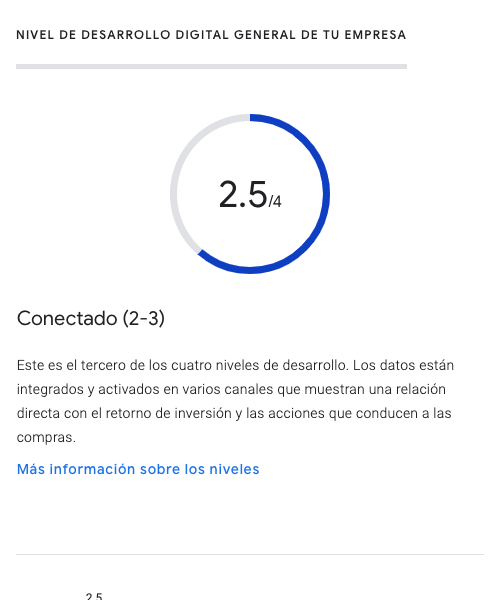 NIVEL DE DESARROLLO DIGITAL GENERAL DE TU EMPRESA
2.5/4
Conectado (2-3)
Este es el tercero de los cuatro niveles de desarrollo. Los datos están
integrados y activados en varios canales que muestran una relación
directa con el retorno de inversión y las acciones que conducen a las
compras.
Más información sobre los niveles
2.5